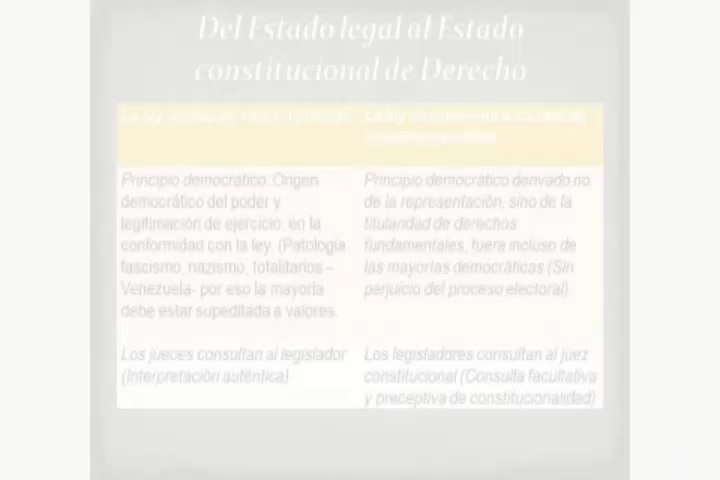 Del Estado legal al Estado
constitucional de Derecho
Principio democrático. Origen
democrático del poder y
legitimación de ejercicio: en la
conformidad con la ley. (Patología
fascismo, nazismo, totalitarios –
Venezuela- por eso la mayoría
debe estar supeditada a valores.
Los jueces consultan al legislador
(Interpretación auténtica)
La ley
Principio democrático derivado no
de la representación, sino de la
titularidad de derechos
fundamentales, fuera incluso de
las mayorías democráticas (Sin
perjuicio del proceso electoral)
Los legisladores consultan al juez
constitucional (Consulta facultativa
y preceptiva de constitucionalidad)